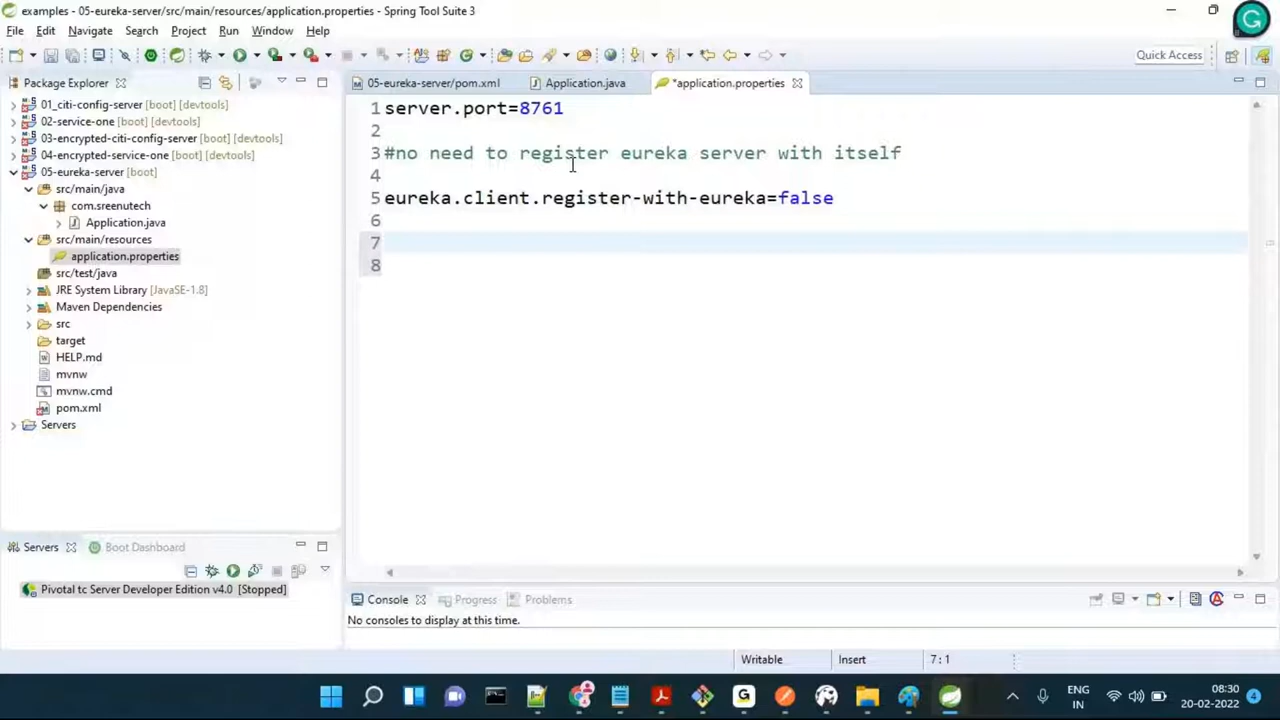 examples - 05-eureka-server/src/main/resources/application.properties - Spring Tool Suite 3
File Edit Navigate Search Project Run Window Help
Quick Access
Package Explorer
01_citi-config-server [boot] [devtools]
02-service-one [boot] [devtools]
03-encrypted-citi-config-server [boot] [devtools]
04-encrypted-service-one [boot] [devtools]
05-eureka-server [boot]
src/main/java
com.sreenutech
Application.java
src/main/resources
application.properties
src/test/java
JRE System Library [JavaSE-1.8]
Maven Dependencies
src
target
HELP.md
mvnw
mvnw.cmd
pom.xml
Servers
05-eureka-server/pom.xml Application.java *application.properties
1 server.port=8761
2
3 #no need to register eureka server with itself
4
5 eureka.client.register-with-eureka=false
6
7
8
Servers Boot Dashboard
Pivotal tc Server Developer Edition v4.0 [Stopped]
Console Progress Problems
No consoles to display at this time.
Writable Insert 7 : 1
ENG
IN
08:30
20-02-2022